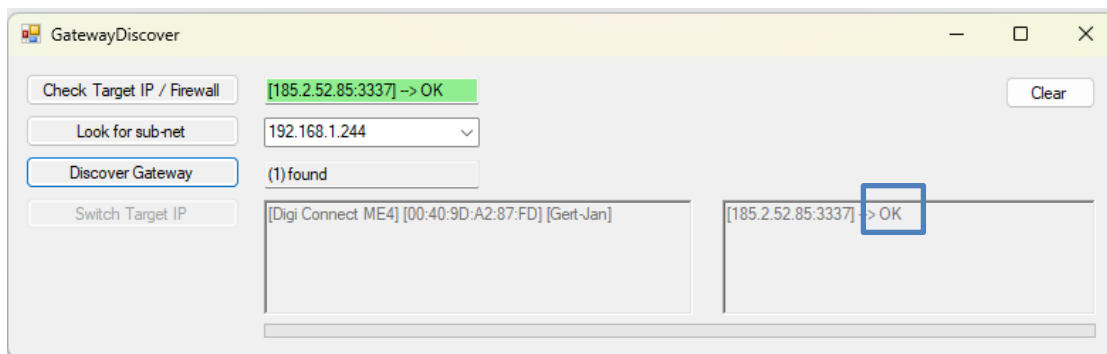 GatewayDiscover
Check Target IP / Firewall
[185.2.52.85:3337] --> OK
Clear
Look for sub-net
192.168.1.244
Discover Gateway
(1) found
Switch Target IP
[Digi Connect ME4] [00:40:9D:A2:87:FD] [Gert-Jan]
[185.2.52.85:3337] --> OK